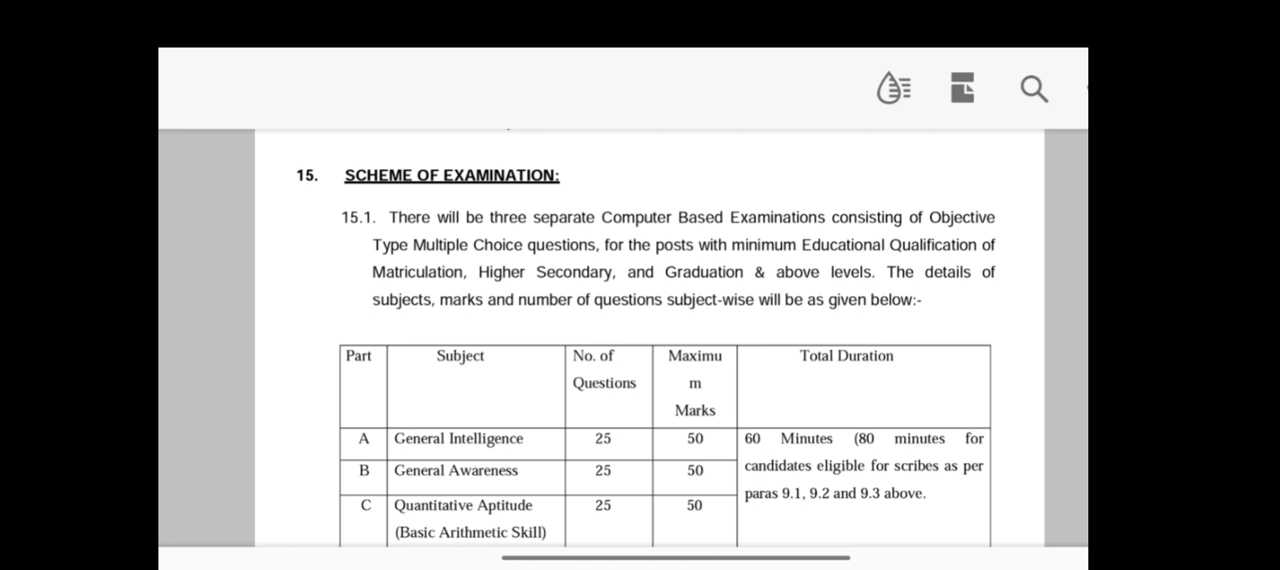 15. SCHEME OF EXAMINATION:
15.1. There will be three separate Computer Based Examinations consisting of Objective
Type Multiple Choice questions, for the posts with minimum Educational Qualification of
Matriculation, Higher Secondary, and Graduation & above levels. The details of
subjects, marks and number of questions subject-wise will be as given below:-
Part Subject No. of Questions Maximu m Marks Total Duration
A General Intelligence 25 50 60 Minutes (80 minutes for
B General Awareness 25 50 candidates eligible for scribes as per
paras 9.1, 9.2 and 9.3 above.
C Quantitative Aptitude 25 50
(Basic Arithmetic Skill)